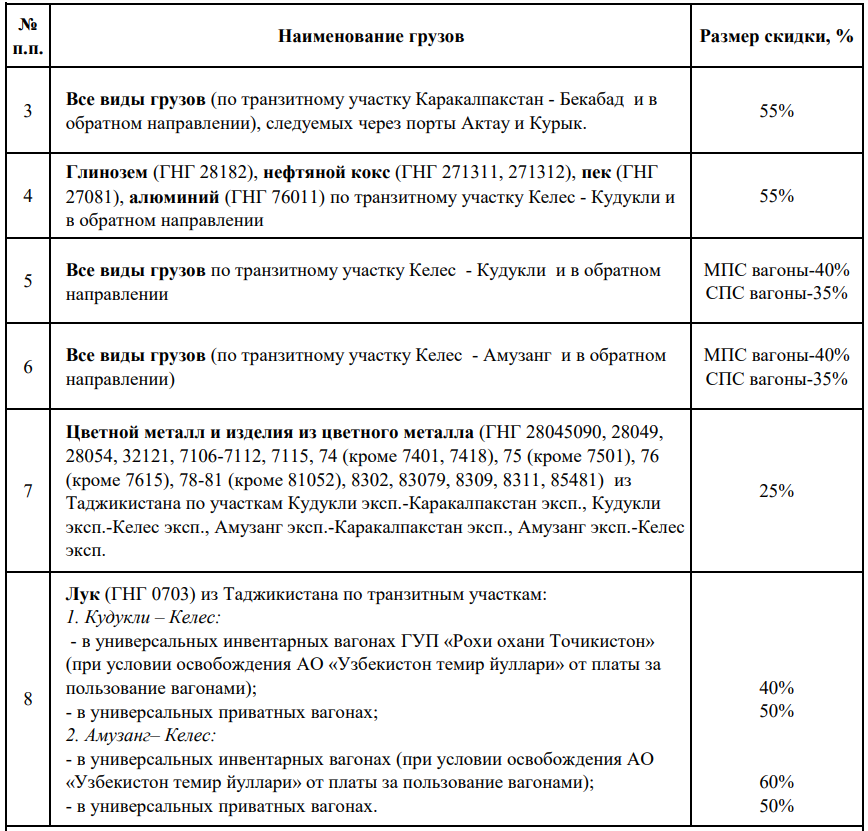 №
п.п.
Наименование грузов
Размер скидки, %
3
Все виды грузов (по транзитному участку Каракалпакстан - Бекабад и в
обратном направлении), следуемых через порты Актау и Курык.
55%
4
Глинозем (ГНГ 28182), нефтяной кокс (ГНГ 271311, 271312), пек (ГНГ
27081), алюминий (ГНГ 76011) по транзитному участку Келес - Кудукли и
в обратном направлении
55%
5
Все виды грузов по транзитному участку Келес - Кудукли и в обратном
направлении
МПС вагоны-40%
СПС вагоны-35%
6
Все виды грузов (по транзитному участку Келес - Амузанг и в обратном
направлении)
МПС вагоны-40%
СПС вагоны-35%
7
Цветной металл и изделия из цветного металла (ГНГ 28045090, 28049,
28054, 32121, 7106-7112, 7115, 74 (кроме 7401, 7418), 75 (кроме 7501), 76
(кроме 7615), 78-81 (кроме 81052), 8302, 83079, 8309, 8311, 85481) из
Таджикистана по участкам Кудукли эксп.-Каракалпакстан эксп., Кудукли
эксп.-Келес эксп., Амузанг эксп.-Каракалпакстан эксп., Амузанг эксп.-Келес
эксп.
25%
8
Лук (ГНГ 0703) из Таджикистана по транзитным участкам:
1. Кудукли – Келес:
- в универсальных инвентарных вагонах ГУП «Рохи охани Точикистон»
(при условии освобождения АО «Узбекистон темир йуллари» от платы за
пользование вагонами);
40%
- в универсальных приватных вагонах;
50%
2. Амузанг– Келес:
- в универсальных инвентарных вагонах (при условии освобождения АО
«Узбекистон темир йуллари» от платы за пользование вагонами);
60%
- в универсальных приватных вагонах.
50%